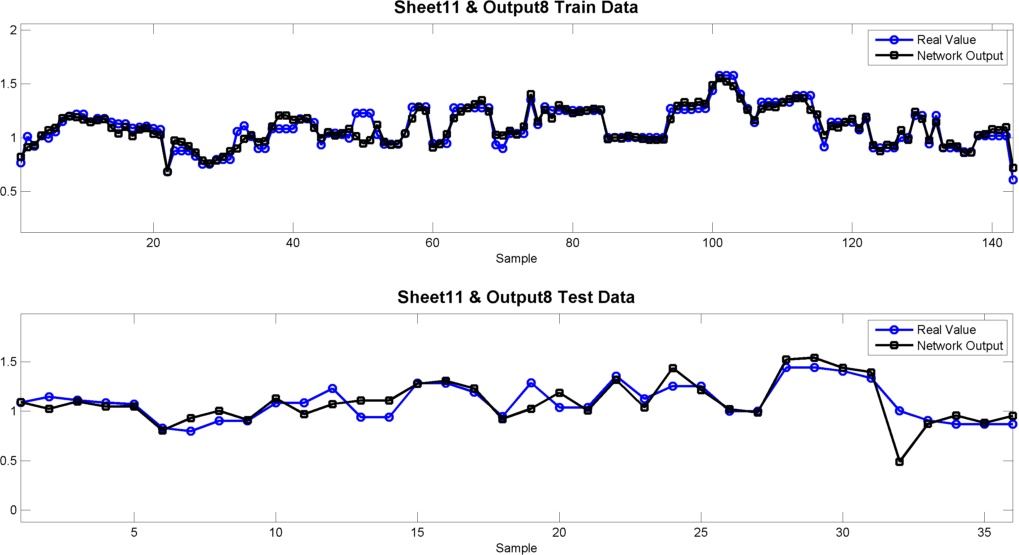 Sheet11 & Output8 Train Data
2
1.5
1
0.5
Real Value
Network Output
20
40
60
80
100
120
140
Sample
Sheet11 & Output8 Test Data
1.5
1
0.5
0
Real Value
Network Output
5
10
15
20
25
30
35
Sample